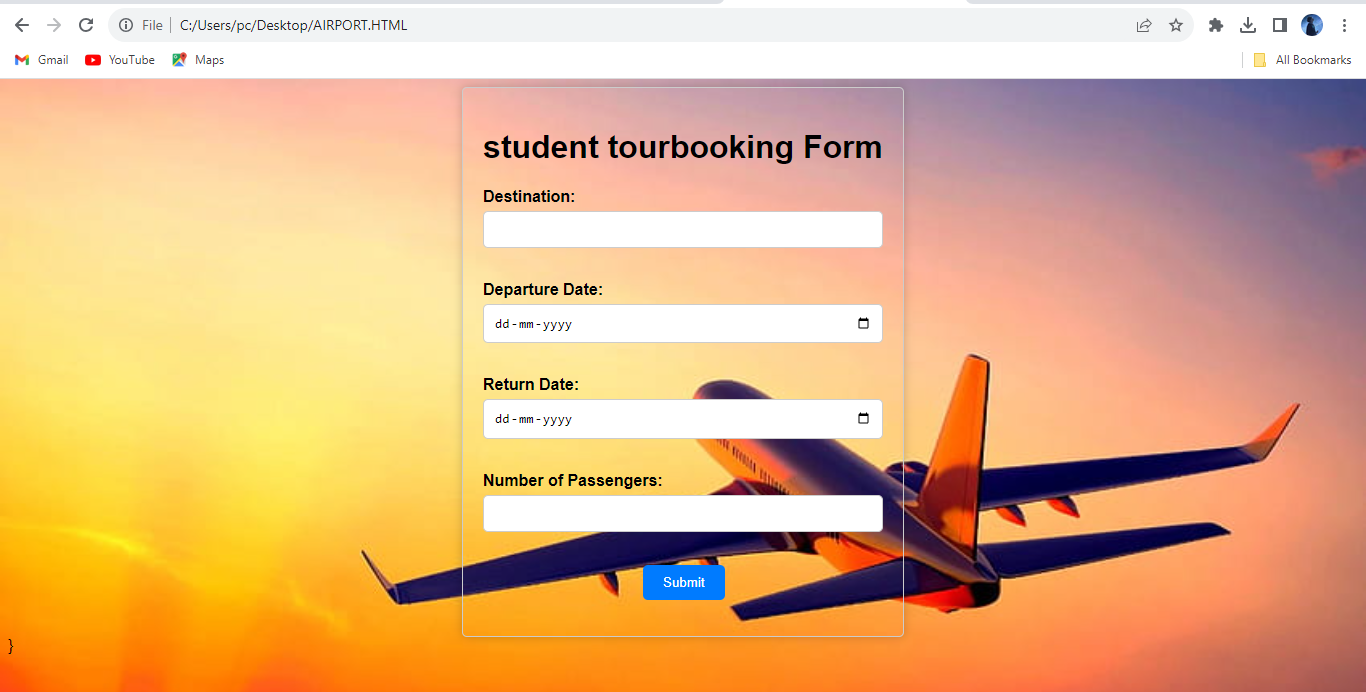 File C:/Users/pc/Desktop/AIRPORT.HTML
Gmail YouTube Maps All Bookmarks
student tourbooking Form
Destination:
Departure Date:
dd-mm-yyyy
Return Date:
dd-mm-yyyy
Number of Passengers:
Submit
}